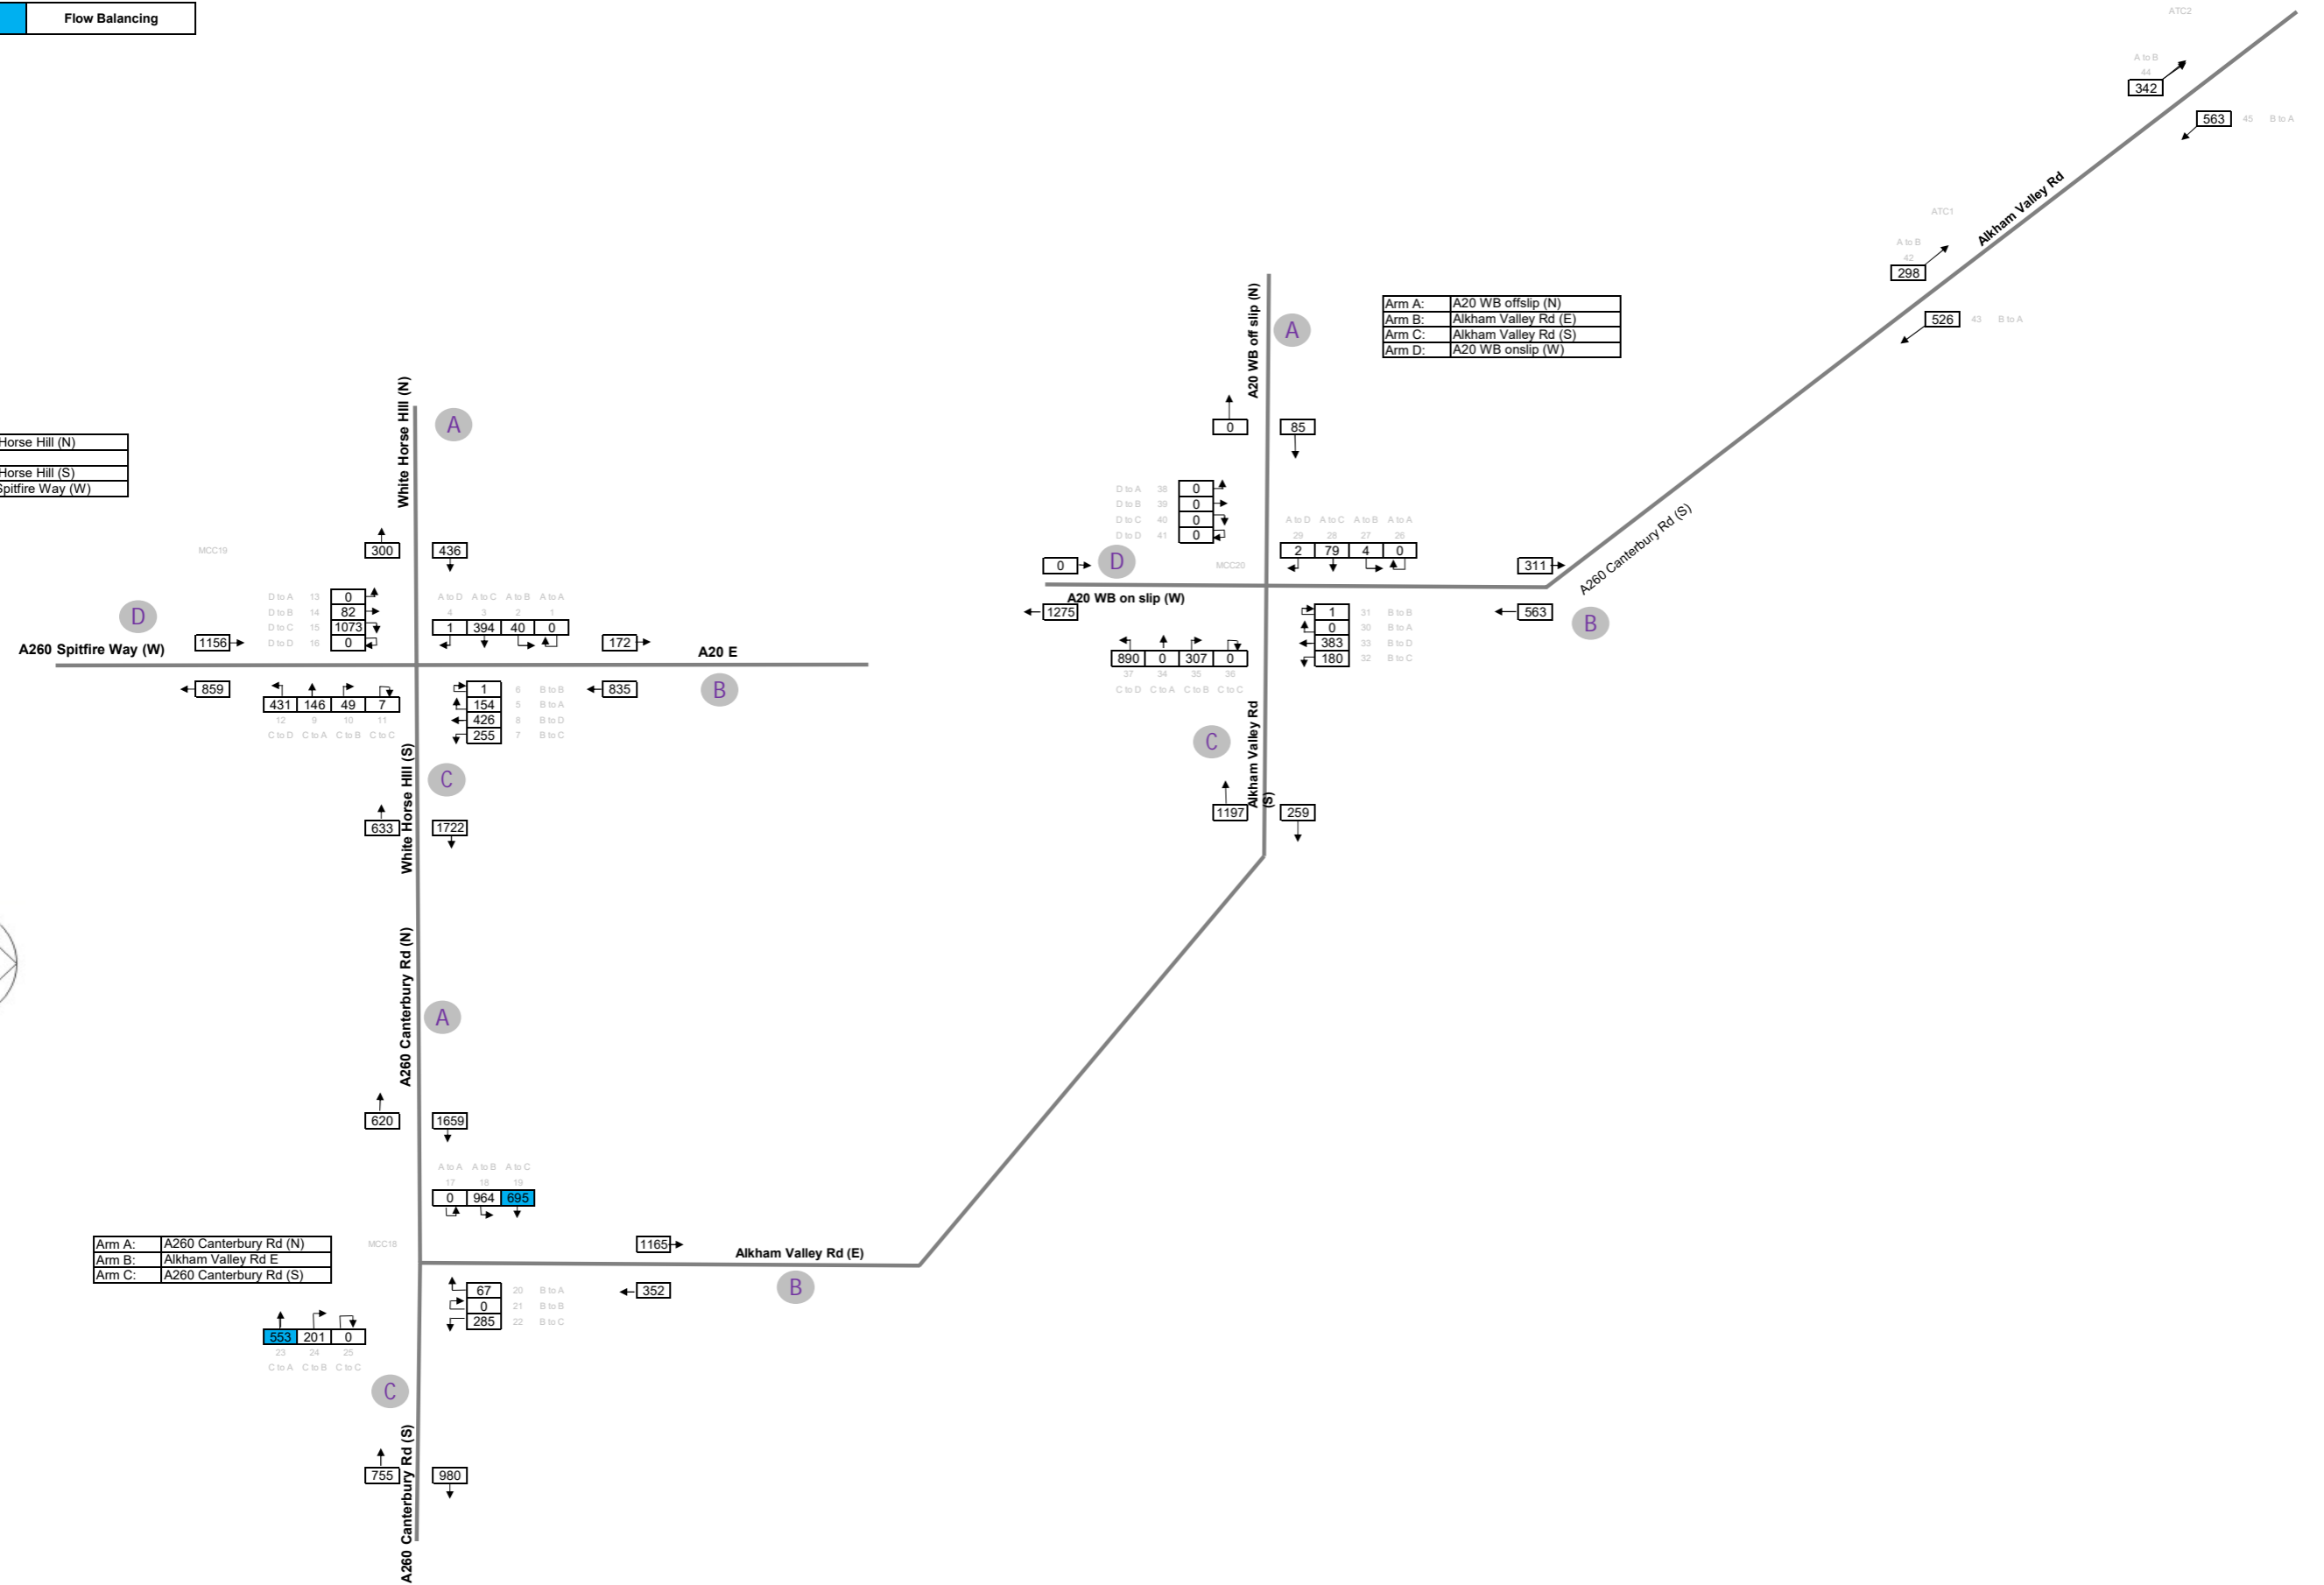 Flow Balancing
ATC2
A to B
44
342
563 45 B to A
Alkham Valley Rd
ATC1
A to B
42
298
526 43 B to A
A260 Canterbury Rd (S)
A20 WB off slip (N)
A
Arm A: A20 WB offslip (N)
Arm B: Alkham Valley Rd (E)
Arm C: Alkham Valley Rd (S)
Arm D: A20 WB onslip (W)
0 85
D to A 38 0
D to B 39 0
D to C 40 0
D to D 41 0
A to D A to C A to B A to A
29 28 27 26
2 79 4 0
MCC20
0 D
311
A20 WB on slip (W)
1275
563
B
1 31 B to B
0 30 B to A
383 33 B to D
180 32 B to C
890 0 307 0
37 34 35 36
C to D C to A C to B C to C
C
Alkham Valley Rd
(S)
1197 259
Horse Hill (N)
Horse Hill (S)
Spitfire Way (W)
White Horse HIll (N)
A
MCC19
300 436
D to A 13 0
D to B 14 82
D to C 15 1073
D to D 16 0
A to D A to C A to B A to A
4 3 2 1
1 394 40 0
D
A260 Spitfire Way (W)
1156
172
A20 E
859
835
B
431 146 49 7
12 9 10 11
C to D C to A C to B C to C
1 6 B to B
154 5 B to A
426 8 B to D
255 7 B to C
White Horse HIll (S)
C
633 1722
A260 Canterbury Rd (N)
A
620 1659
A to A A to B A to C
17 18 19
0 964 695
Arm A: A260 Canterbury Rd (N)
Arm B: Alkham Valley Rd E
Arm C: A260 Canterbury Rd (S)
MCC18
1165
Alkham Valley Rd (E)
B
352
67 20 B to A
0 21 B to B
285 22 B to C
553 201 0
23 24 25
C to A C to B C to C
C
A260 Canterbury Rd (S)
755 980